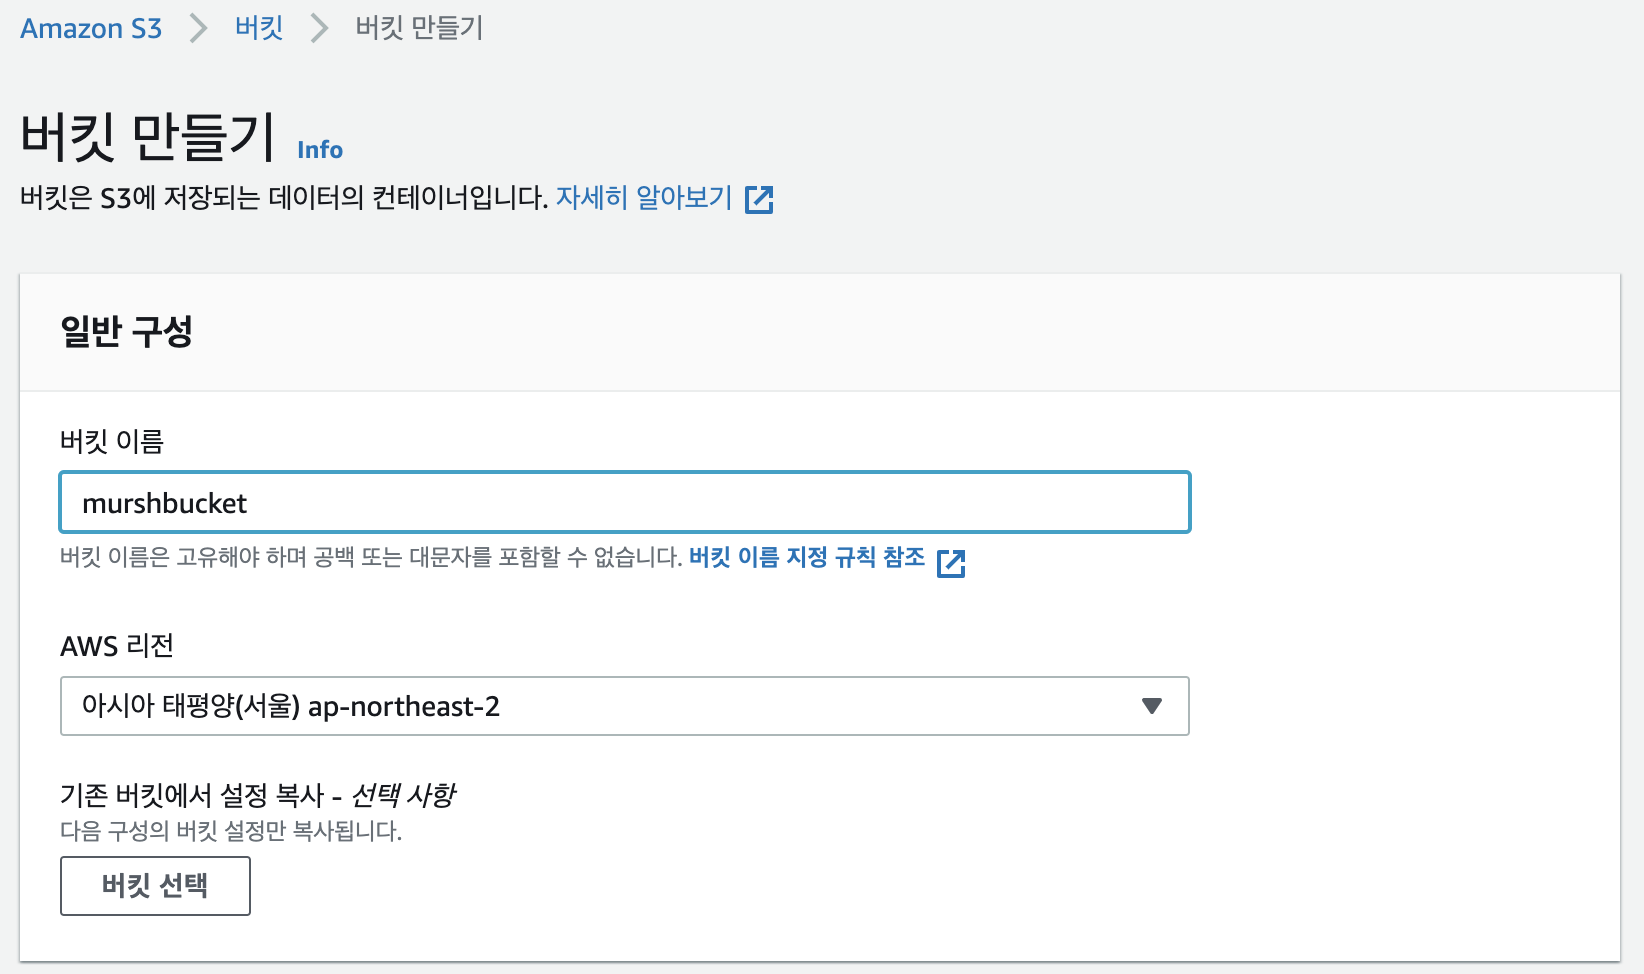 Amazon S3 > 버킷 > 버킷 만들기
버킷 만들기 Info
버킷은 S3에 저장되는 데이터의 컨테이너입니다. 자세히 알아보기
일반 구성
버킷 이름
murshbucket
버킷 이름은 고유해야 하며 공백 또는 대문자를 포함할 수 없습니다. 버킷 이름 지정 규칙 참조
AWS 리전
아시아 태평양(서울) ap-northeast-2
기존 버킷에서 설정 복사 - 선택 사항
다음 구성의 버킷 설정만 복사됩니다.
버킷 선택